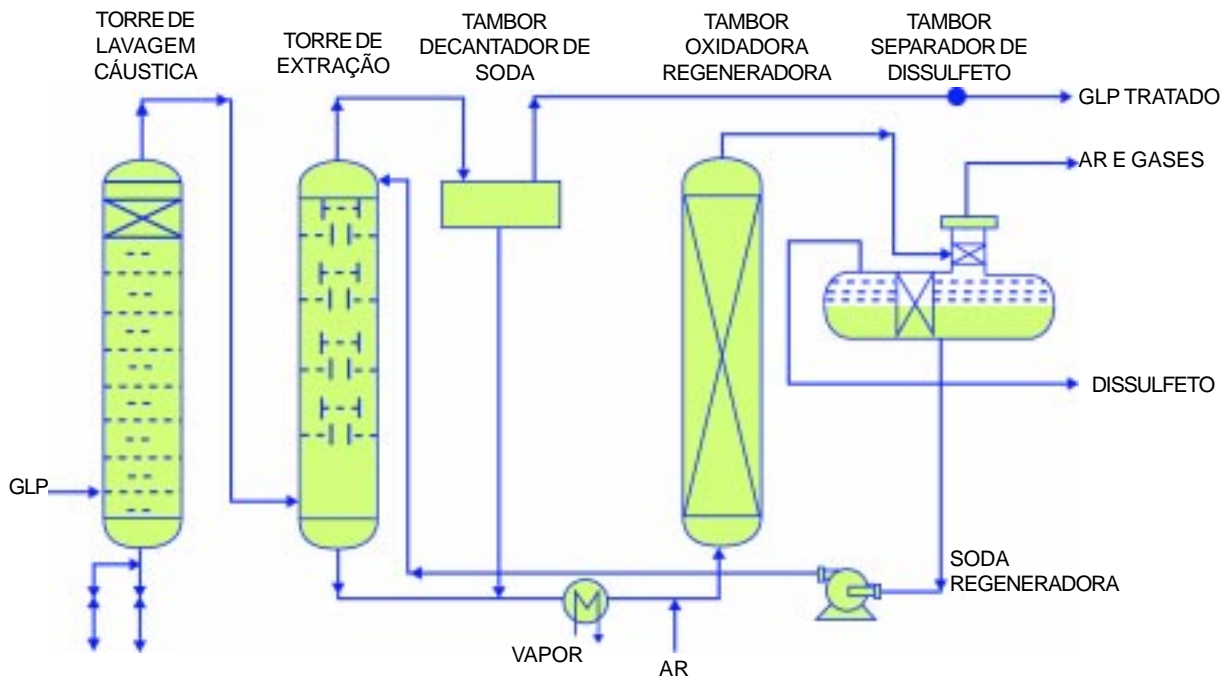 TORRE DE
LAVAGEM
CÁUSTICA
TORRE DE
EXTRAÇÃO
TAMBOR
DECANTADOR DE
SODA
TAMBOR
OXIDADORA
REGENERADORA
TAMBOR
SEPARADOR DE
DISSULFETO
GLP TRATADO
AR E GASES
DISSULFETO
GLP
SODA
REGENERADORA
VAPOR
AR